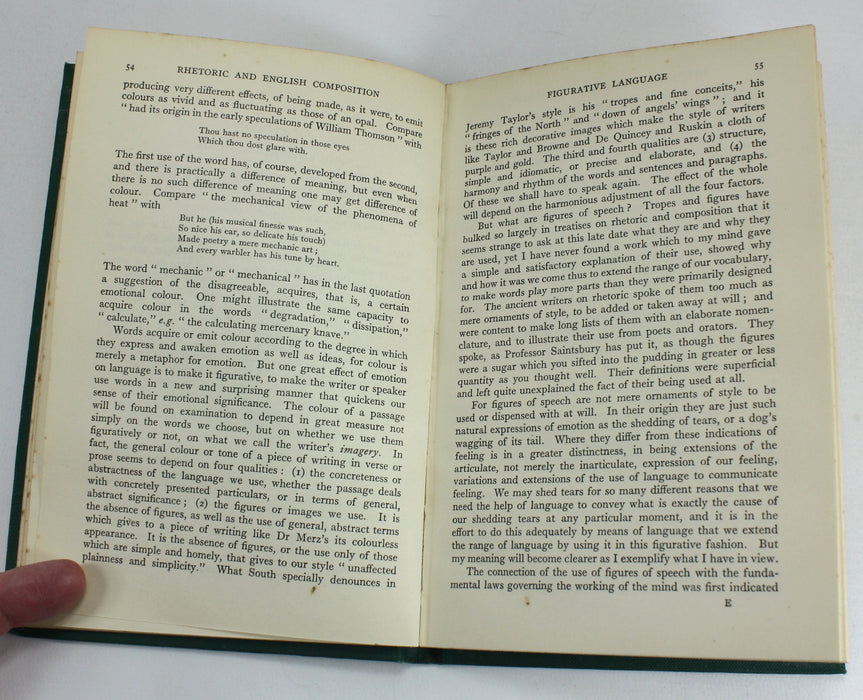 54
RHETORIC AND ENGLISH COMPOSITION
producing very different effects, of being made, as it were, to emit
colours as vivid and as fluctuating as those of an opal. Compare
“ had its origin in the early speculations of William Thomson ” with
Thou hast no speculation in those eyes
Which thou dost glare with.
The first use of the word has, of course, developed from the second,
and there is practically a difference of meaning, but even when
there is no such difference of meaning one may get difference of
colour. Compare “ the mechanical view of the phenomena of
heat ” with
But he (his musical finesse was such,
So nice his ear, so delicate his touch)
Made poetry a mere mechanic art ;
And every warbler has his tune by heart.
The word “ mechanic ” or “ mechanical ” has in the last quotation
a suggestion of the disagreeable, acquires, that is, a certain
emotional colour. One might illustrate the same capacity to
acquire colour in the words “ degradation,” “ dissipation,”
“ calculate,” e.g. “ the calculating mercenary knave.”
Words acquire or emit colour according to the degree in which
they express and awaken emotion as well as ideas, for colour is
merely a metaphor for emotion. But one great effect of emotion
on language is to make it figurative, to make the writer or speaker
use words in a new and surprising manner that quickens our
sense of their emotional significance. The colour of a passage
will be found on examination to depend in great measure not
simply on the words we choose, but on whether we use them
figuratively or not, on what we call the writer's imagery. In
fact, the general colour or tone of a piece of writing in verse or
prose seems to depend on four qualities : (1) the concreteness or
abstractness of the language we use, whether the passage deals
with concretely presented particulars, or in terms of general,
abstract significance ; (2) the figures or images we use. It is
the absence of figures, as well as the use of general, abstract terms
which gives to a piece of writing like Dr Merz's its colourless
appearance. It is the absence of figures, or the use only of those
which are simple and homely, that gives to our style “ unaffected
plainness and simplicity.” What South specially denounces in
FIGURATIVE LANGUAGE
55
Jeremy Taylor's style is his “ tropes and fine conceits,” his
“ fringes of the North ” and “ down of angels' wings ” ; and it
is these rich decorative images which make the style of writers
like Taylor and Browne and De Quincey and Ruskin a cloth of
purple and gold. The third and fourth qualities are (3) structure,
simple and idiomatic, or precise and elaborate, and (4) the
harmony and rhythm of the words and sentences and paragraphs.
Of these we shall have to speak again. The effect of the whole
will depend on the harmonious adjustment of all the four factors.
But what are figures of speech ? Tropes and figures have
bulked so largely in treatises on rhetoric and composition that it
seems strange to ask at this late date what they are and why they
are used, yet I have never found a work which to my mind gave
a simple and satisfactory explanation of their use, showed why
and how it was we come thus to extend the range of our vocabulary,
to make words play more parts than they were primarily designed
for. The ancient writers on rhetoric spoke of them too much as
mere ornaments of style, to be added or taken away at will ; and
were content to make long lists of them with an elaborate nomen-
clature, and to illustrate their use from poets and orators. They
spoke, as Professor Saintsbury has put it, as though the figures
were a sugar which you sifted into the pudding in greater or less
quantity as you thought well. Their definitions were superficial
and left quite unexplained the fact of their being used at all.
For figures of speech are not mere ornaments of style to be
used or dispensed with at will. In their origin they are just such
natural expressions of emotion as the shedding of tears, or a dog's
wagging of its tail. Where they differ from these indications of
feeling is in a greater distinctness, in being extensions of the
articulate, not merely the inarticulate, expression of our feeling,
variations and extensions of the use of language to communicate
feeling. We may shed tears for so many different reasons that we
need the help of language to convey what is exactly the cause of
our shedding tears at any particular moment, and it is in the
effort to do this adequately by means of language that we extend
the range of language by using it in this figurative fashion. But
my meaning will become clearer as I exemplify what I have in view.
The connection of the use of figures of speech with the funda-
mental laws governing the working of the mind was first indicated
E